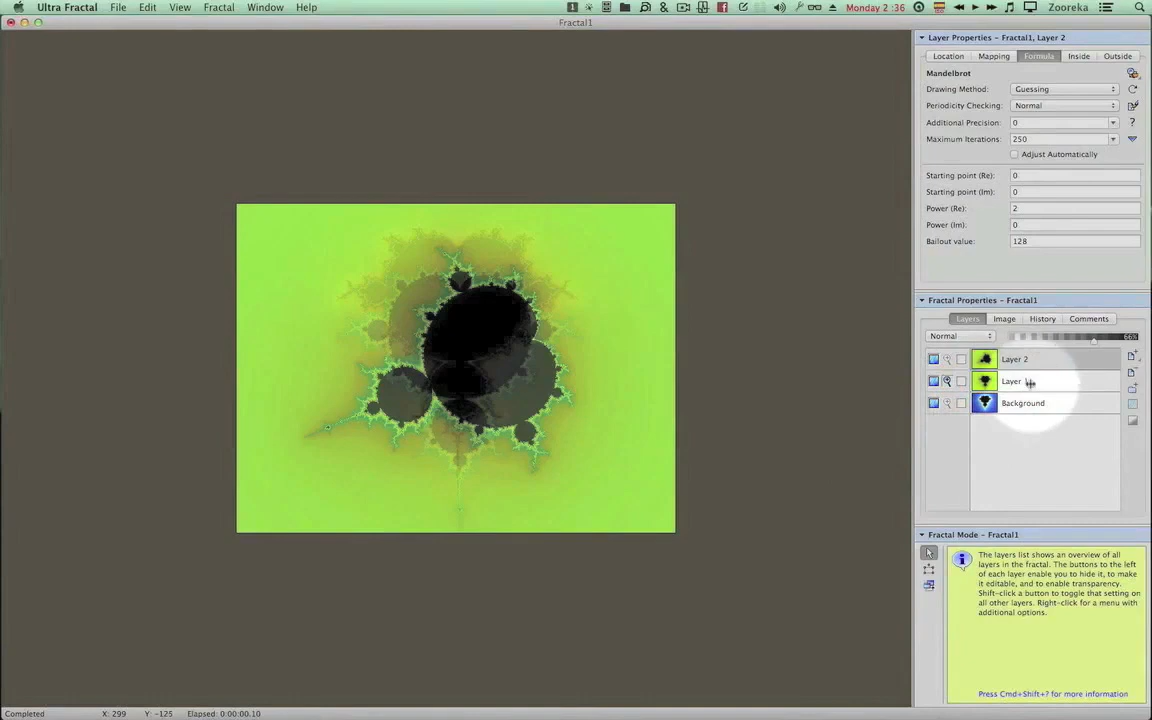 Ultra Fractal File Edit View Fractal Window Help 1 Monday 2:36 Zooreka
Fractal1
Layer Properties - Fractal1, Layer 2
Location Mapping Formula Inside Outside
Mandelbrot
Drawing Method: Guessing
Periodicity Checking: Normal
Additional Precision: 0 ?
Maximum Iterations: 250
Adjust Automatically
Starting point (Re): 0
Starting point (Im): 0
Power (Re): 2
Power (Im): 0
Bailout value: 128
Fractal Properties - Fractal1
Layers Image History Comments
Normal 66%
Layer 2
Layer
Background
Fractal Mode - Fractal1
The layers list shows an overview of all
layers in the fractal. The buttons to the left
of each layer enable you to hide it, to make
it editable, and to enable transparency.
Shift-click a button to toggle that setting on
all other layers. Right-click for a menu with
additional options.
Press Cmd+Shift+? for more information
Completed X: 299 Y: -125 Elapsed: 0:00:00.10